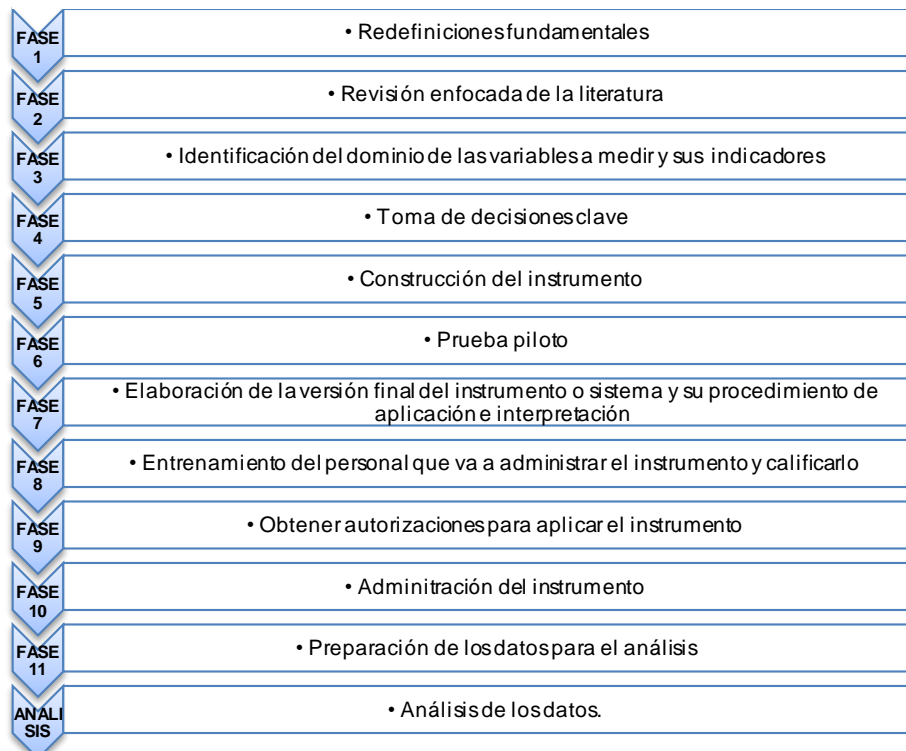 FASE
1
• Redefiniciones fundamentales
FASE
2
• Revisión enfocada de la literatura
FASE
3
• Identificación del dominio de las variables a medir y sus indicadores
FASE
4
• Toma de decisiones clave
FASE
5
• Construcción del instrumento
FASE
6
• Prueba piloto
FASE
7
• Elaboración de la versión final del instrumento o sistema y su procedimiento de
aplicación e interpretación
FASE
8
• Entrenamiento del personal que va a administrar el instrumento y calificarlo
FASE
9
• Obtener autorizaciones para aplicar el instrumento
FASE
10
• Adminitración del instrumento
FASE
11
• Preparación de los datos para el análisis
ANÁLI
SIS
• Análisis de los datos.